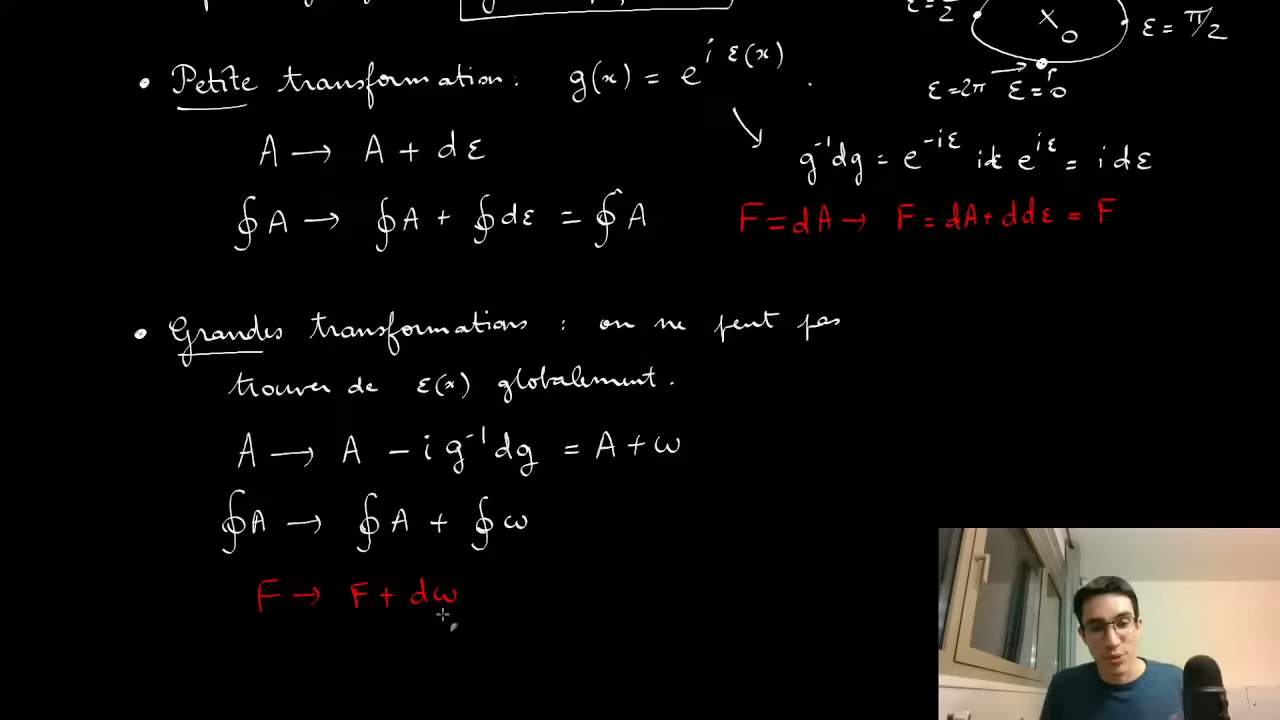 • Petite transformation : g(x) = e^{i ε(x)} .
A → A + dε
∮A → ∮A + ∮dε = ∮A
• Grandes transformations : on ne peut pas
trouver de ε(x) globalement.
A → A - i g⁻¹dg = A + ω
∮A → ∮A + ∮ω
F → F + dω
x 0
ε = π/2
ε=2π → ε=0
g⁻¹dg = e^{-iε} idε e^{iε} = i dε
F = dA → F = dA + ddε = F